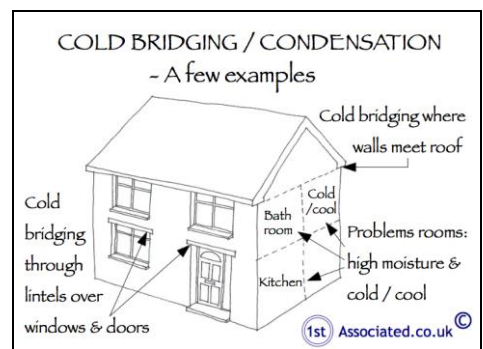 COLD BRIDGING / CONDENSATION
- A few examples
Cold bridging where
walls meet roof
Cold
bridging
through
lintels over
windows & doors
Cold
/cool
Bath
room
Kitchen
Problems rooms:
high moisture &
cold / cool
1st Associated.co.uk ©